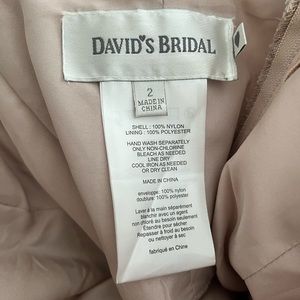 DAVID'S BRIDAL
2
MADE IN
CHINA
SHELL : 100% NYLON
LINING : 100% POLYESTER
HAND WASH SEPARATELY
ONLY NON-CHLORINE
BLEACH AS NEEDED
LINE DRY
COOL IRON AS NEEDED
OR DRY CLEAN
MADE IN CHINA
enveloppe: 100% nylon
doublure: 100% polyester
Laver à la main séparément
blanchir avec un agent
non chloré au besoin seulement
Étendre pour sécher
Repasser à froid au besoin
ou nettoyer à sec
fabriqué en Chine